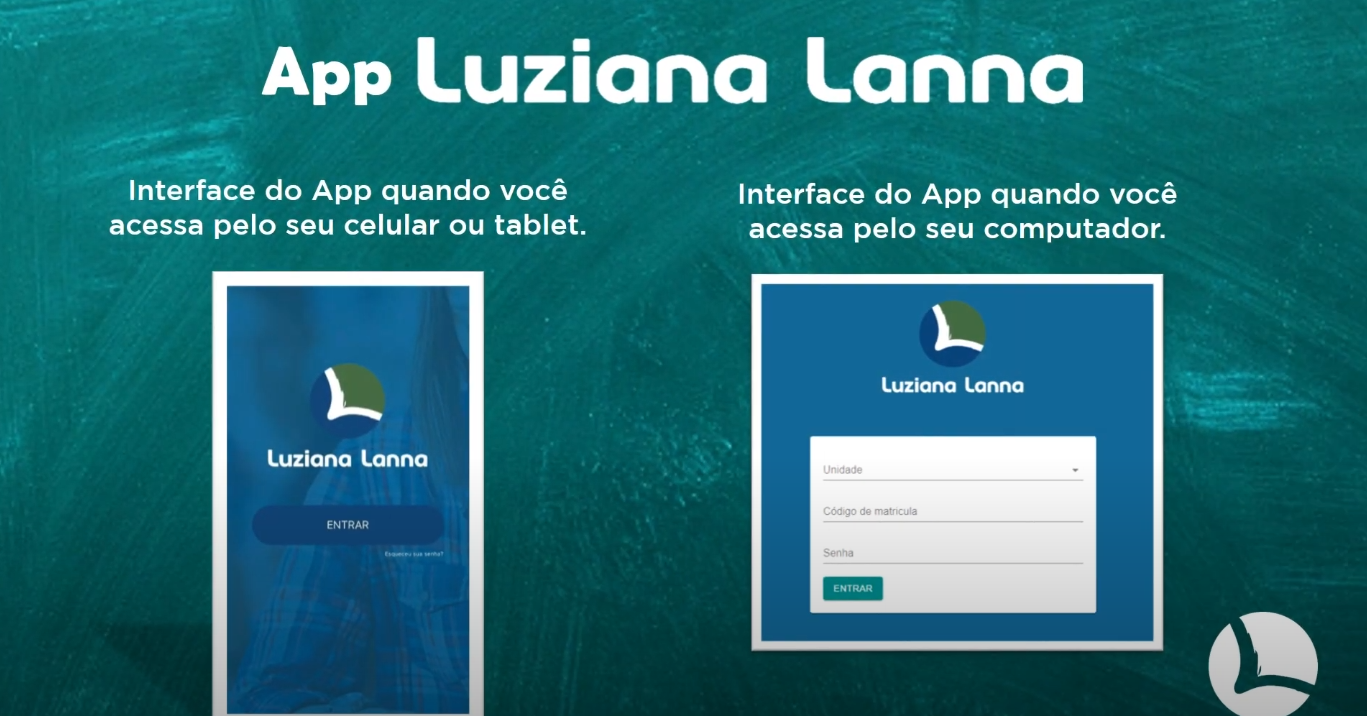 App Luziana Lanna
Interface do App quando você
acessa pelo seu celular ou tablet.
Luziana Lanna
ENTRAR
Esqueceu sua senha?
Interface do App quando você
acessa pelo seu computador.
Luziana Lanna
Unidade
Código de matricula
Senha
ENTRAR